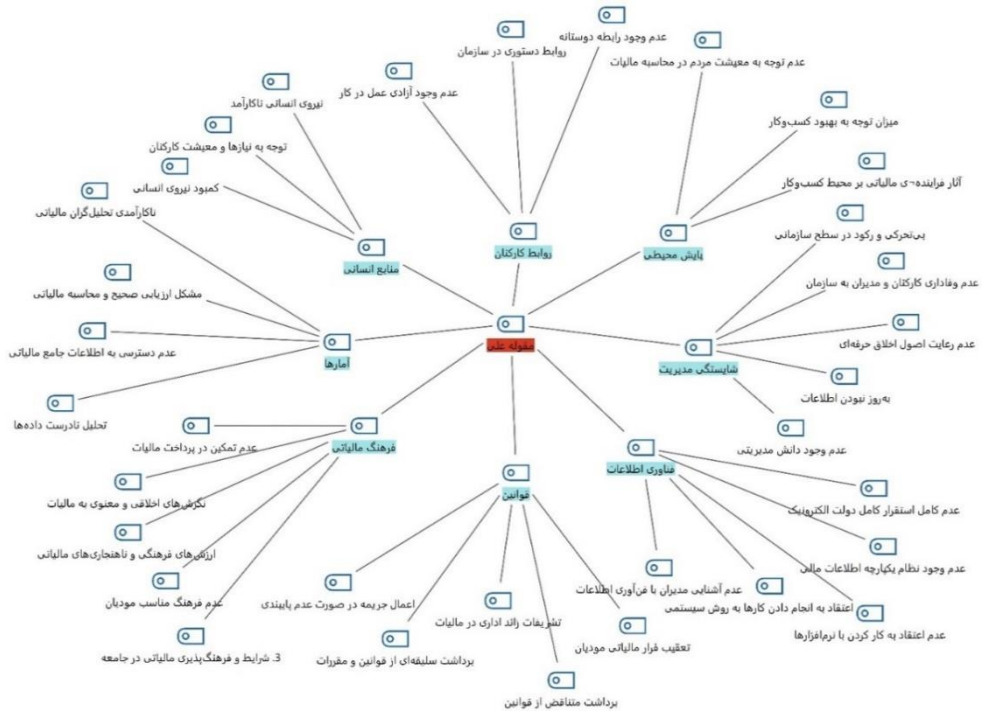 عدم وجود رابطه دوستانه
روابط دستوری در سازمان
عدم توجه به معیشت مردم در محاسبه مالیات
عدم وجود آزادی عمل در کار
نیروی انسانی ناکارآمد
میزان توجه به بهبود کسب‌وکار
توجه به نیازها و معیشت کارکنان
کمبود نیروی انسانی
آثار فراینده¬ی مالیاتی بر محیط کسب‌وکار
ناکارآمدی تحلیل‌گران مالیاتی
بی‌تحرکی و رکود در سطح سازمانی
روابط کارکنان
پایش محیطی
منابع انسانی
عدم وفاداری کارکنان و مدیران به سازمان
مشکل ارزیابی صحیح و محاسبه مالیاتی
مقوله علی
عدم رعایت اصول اخلاق حرفه‌ای
عدم دسترسی به اطلاعات جامع مالیاتی
آمارها
شایستگی مدیریت
به‌روز نبودن اطلاعات
تحلیل نادرست داده‌ها
عدم تمکین در پرداخت مالیات
فرهنگ مالیاتی
عدم وجود دانش مدیریتی
فناوری اطلاعات
قوانین
نگرش‌های اخلاقی و معنوی به مالیات
عدم کامل استقرار کامل دولت الکترونیک
ارزش‌های فرهنگی و ناهنجاری‌های مالیاتی
عدم وجود نظام یکپارچه اطلاعات مالی
عدم آشنایی مدیران با فن‌آوری اطلاعات
عدم فرهنگ مناسب مودیان
اعمال جریمه در صورت عدم پایبندی
اعتقاد به انجام دادن کارها به روش سیستمی
تشریفات زائد اداری در مالیات
عدم اعتقاد به کار کردن با نرم‌افزارها
تعقیب فرار مالیاتی مودیان
3. شرایط و فرهنگ‌پذیری مالیاتی در جامعه
برداشت سلیقه‌ای از قوانین و مقررات
برداشت متناقض از قوانین